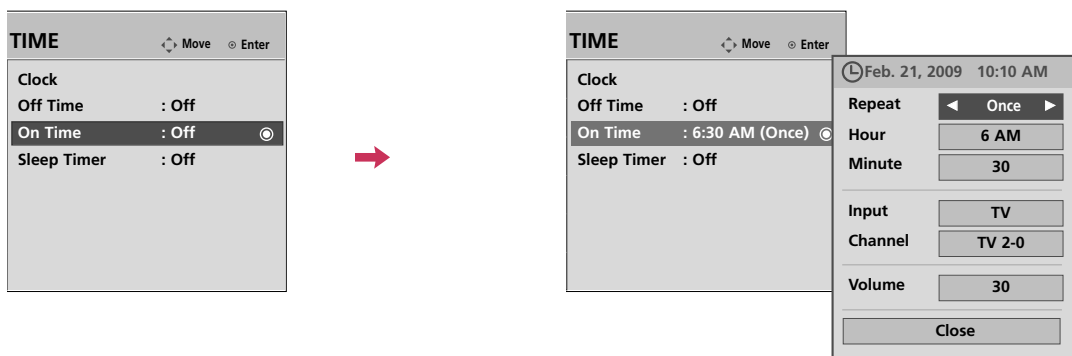 TIME Move Enter
Clock
Off Time : Off
On Time : Off
Sleep Timer : Off
TIME Move Enter
Clock
Off Time : Off
On Time : 6:30 AM (Once)
Sleep Timer : Off
Feb. 21, 2009 10:10 AM
Repeat ◀ Once ▶
Hour 6 AM
Minute 30
Input TV
Channel TV 2-0
Volume 30
Close